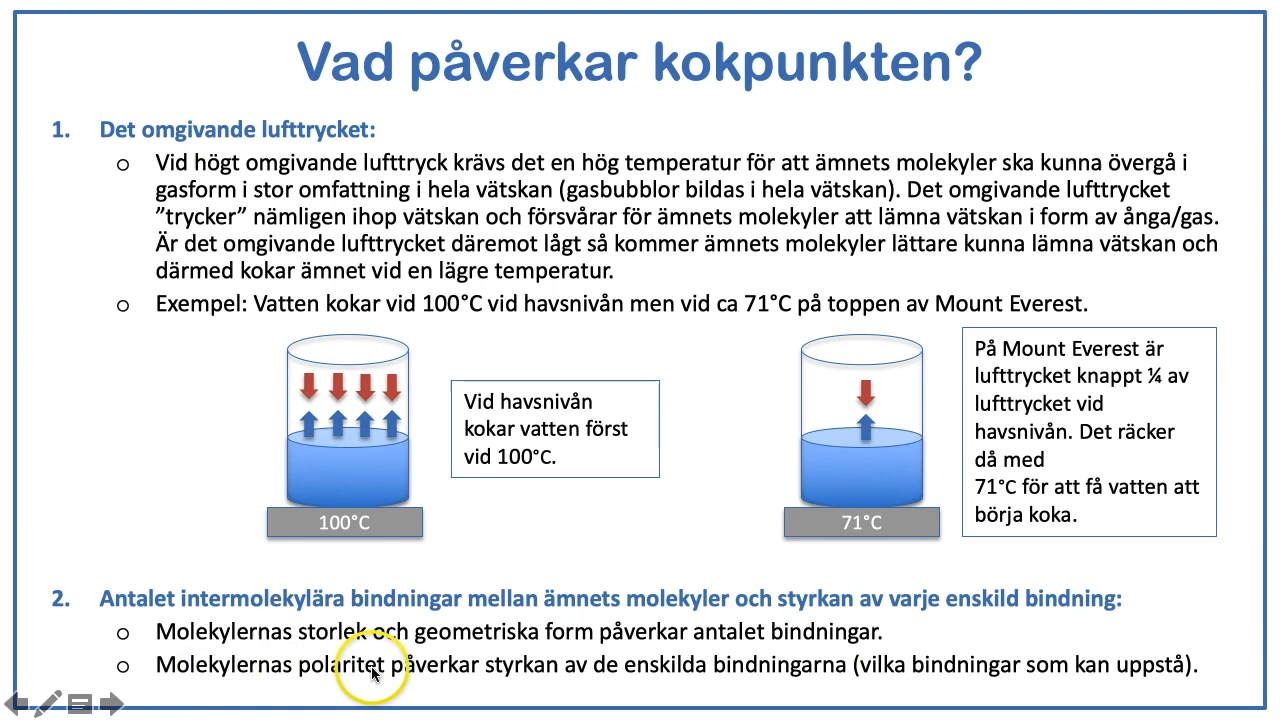 Vad påverkar kokpunkten?
1. Det omgivande lufttrycket:
o Vid högt omgivande lufttryck krävs det en hög temperatur för att ämnets molekyler ska kunna övergå i
gasform i stor omfattning i hela vätskan (gasbubblor bildas i hela vätskan). Det omgivande lufttrycket
”trycker” nämligen ihop vätskan och försvårar för ämnets molekyler att lämna vätskan i form av ånga/gas.
Är det omgivande lufttrycket däremot lågt så kommer ämnets molekyler lättare kunna lämna vätskan och
därmed kokar ämnet vid en lägre temperatur.
o Exempel: Vatten kokar vid 100°C vid havsnivån men vid ca 71°C på toppen av Mount Everest.
Vid havsnivån
kokar vatten först
vid 100°C.
100°C
På Mount Everest är
lufttrycket knappt ¼ av
lufttrycket vid
havsnivån. Det räcker
då med
71°C för att få vatten att
börja koka.
71°C
2. Antalet intermolekylära bindningar mellan ämnets molekyler och styrkan av varje enskild bindning:
o Molekylernas storlek och geometriska form påverkar antalet bindningar.
o Molekylernas polaritet påverkar styrkan av de enskilda bindningarna (vilka bindningar som kan uppstå).